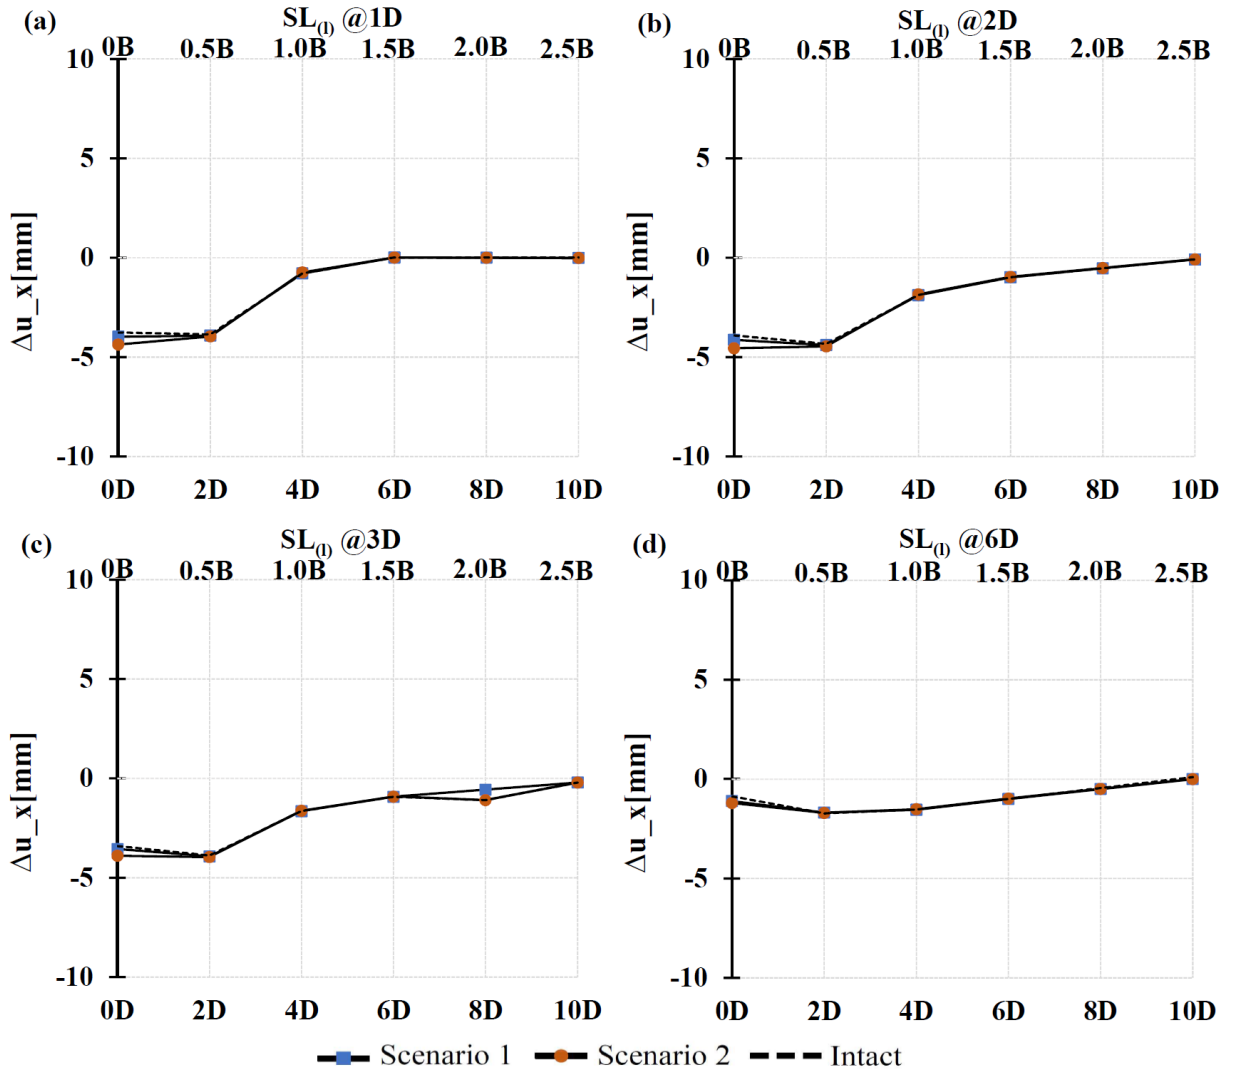 (a) SL(l) @1D
0B 0.5B 1.0B 1.5B 2.0B 2.5B
10
5
0
-5
-10
Δu_x[mm]
0D 2D 4D 6D 8D 10D
(b) SL(l) @2D
0B 0.5B 1.0B 1.5B 2.0B 2.5B
10
5
0
-5
-10
Δu_x[mm]
0D 2D 4D 6D 8D 10D
(c) SL(l) @3D
0B 0.5B 1.0B 1.5B 2.0B 2.5B
10
5
0
-5
-10
Δu_x[mm]
0D 2D 4D 6D 8D 10D
(d) SL(l) @6D
0B 0.5B 1.0B 1.5B 2.0B 2.5B
10
5
0
-5
-10
Δu_x[mm]
0D 2D 4D 6D 8D 10D
Scenario 1 Scenario 2 Intact